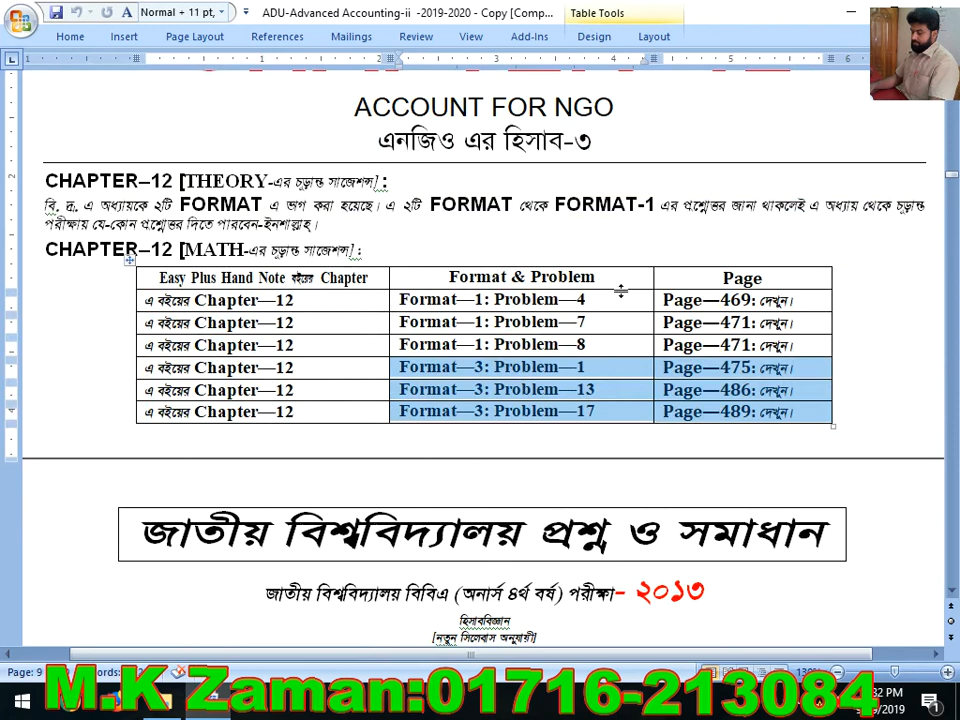 Normal + 11 pt,
ADU-Advanced Accounting-ii -2019-2020 - Copy [Comp...
Table Tools
Home Insert Page Layout References Mailings Review View Add-Ins Design Layout
ACCOUNT FOR NGO
এনজিও এর হিসাব-৩
CHAPTER–12 [THEORY-এর চূড়ান্ত সাজেশন্স] :
বি. দ্র. এ অধ্যায়কে ২টি FORMAT এ ভাগ করা হয়েছে। এ ২টি FORMAT থেকে FORMAT-1 এর প্রশ্নোত্তর জানা থাকলেই এ অধ্যায় থেকে চূড়ান্ত
পরীক্ষায় যে-কোন প্রশ্নোত্তর দিতে পারবেন-ইনশাল্লাহ্।
CHAPTER–12 [MATH-এর চূড়ান্ত সাজেশন্স] :
Easy Plus Hand Note বইয়ের Chapter Format & Problem Page
এ বইয়ের Chapter—12 Format—1: Problem—4 Page—469: দেখুন।
এ বইয়ের Chapter—12 Format—1: Problem—7 Page—471: দেখুন।
এ বইয়ের Chapter—12 Format—1: Problem—8 Page—471: দেখুন।
এ বইয়ের Chapter—12 Format—3: Problem—1 Page—475: দেখুন।
এ বইয়ের Chapter—12 Format—3: Problem—13 Page—486: দেখুন।
এ বইয়ের Chapter—12 Format—3: Problem—17 Page—489: দেখুন।
জাতীয় বিশ্ববিদ্যালয় প্রশ্ন ও সমাধান
জাতীয় বিশ্ববিদ্যালয় বিবিএ (অনার্স ৪র্থ বর্ষ) পরীক্ষা- ২০১৩
হিসাববিজ্ঞান
[নতুন সিলেবাস অনুযায়ী]
Page: 9
M.K Zaman:01716-213084